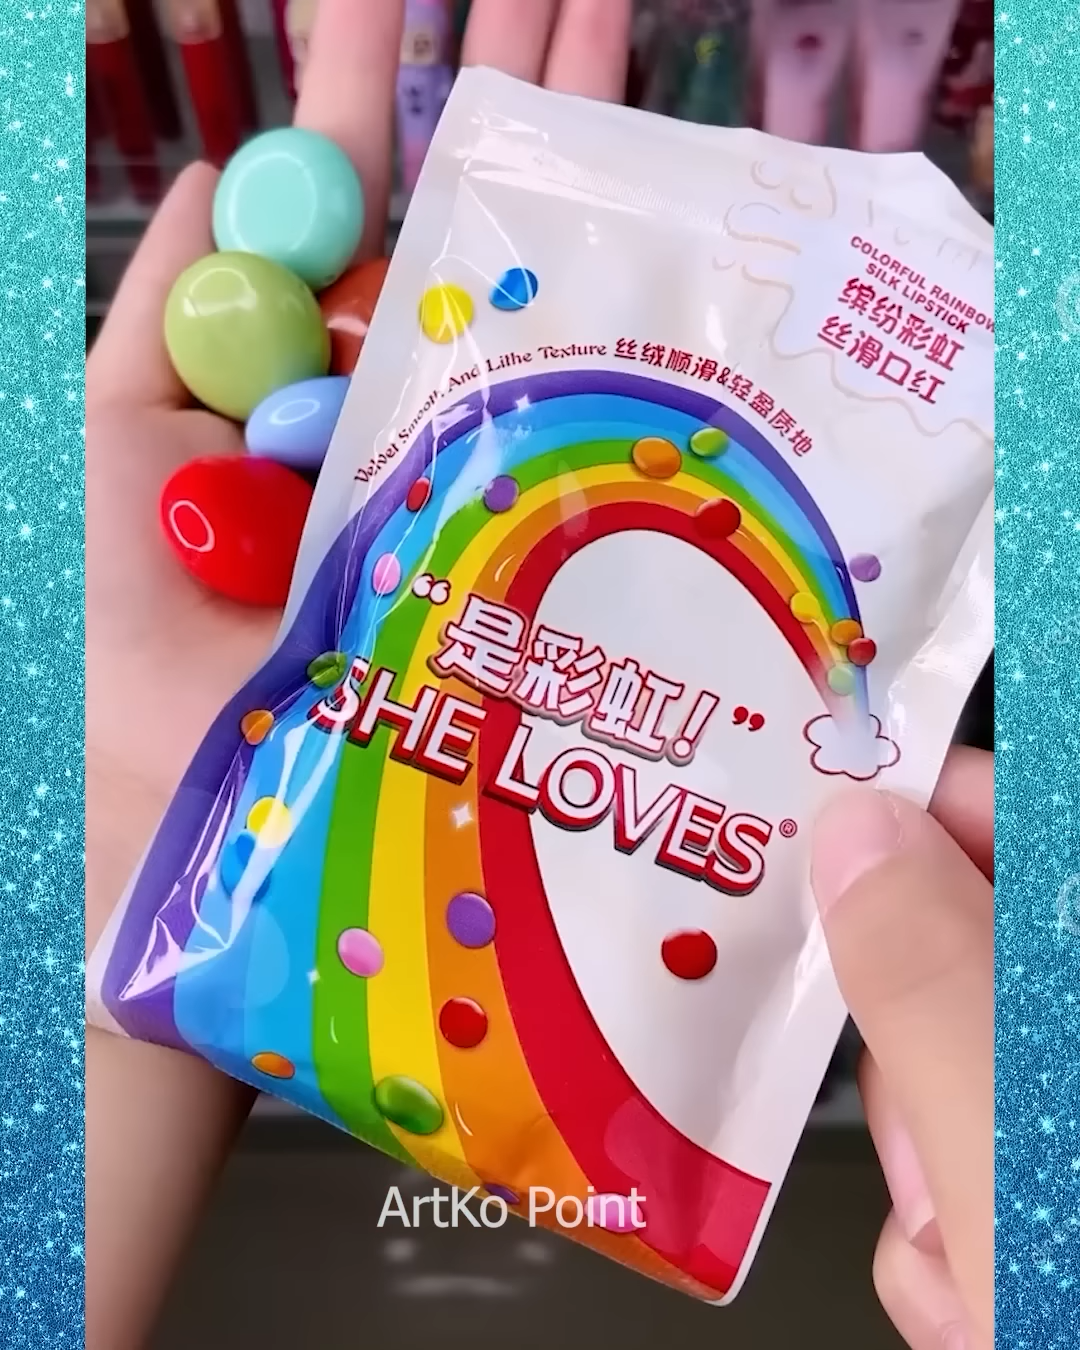 COLORFUL RAINBOW
SILK LIPSTICK
缤纷彩虹
丝滑口红
Velvet Smooth And Lithe Texture 丝绒顺滑&轻盈质地
“是彩虹!”
SHE LOVES®
ArtKo Point